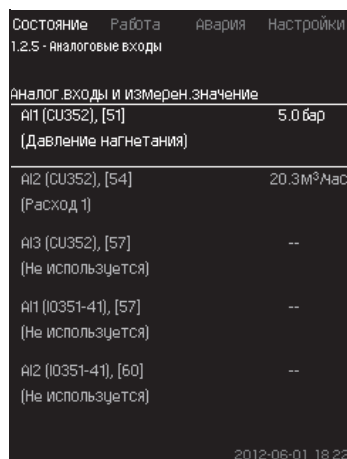 Состояние Работа Авария Настройки
1.2.5 - Аналоговые входы
Аналог.входы и измерен.значение
AI1 (CU352), [51] 5.0 бар
(Давление нагнетания)
AI2 (CU352), [54] 20.3м³/час
(Расход 1)
AI3 (CU352), [57] --
(Не используется)
AI1 (IO351-41), [57] --
(Не используется)
AI2 (IO351-41), [60] --
(Не используется)
2012-06-01 18:22